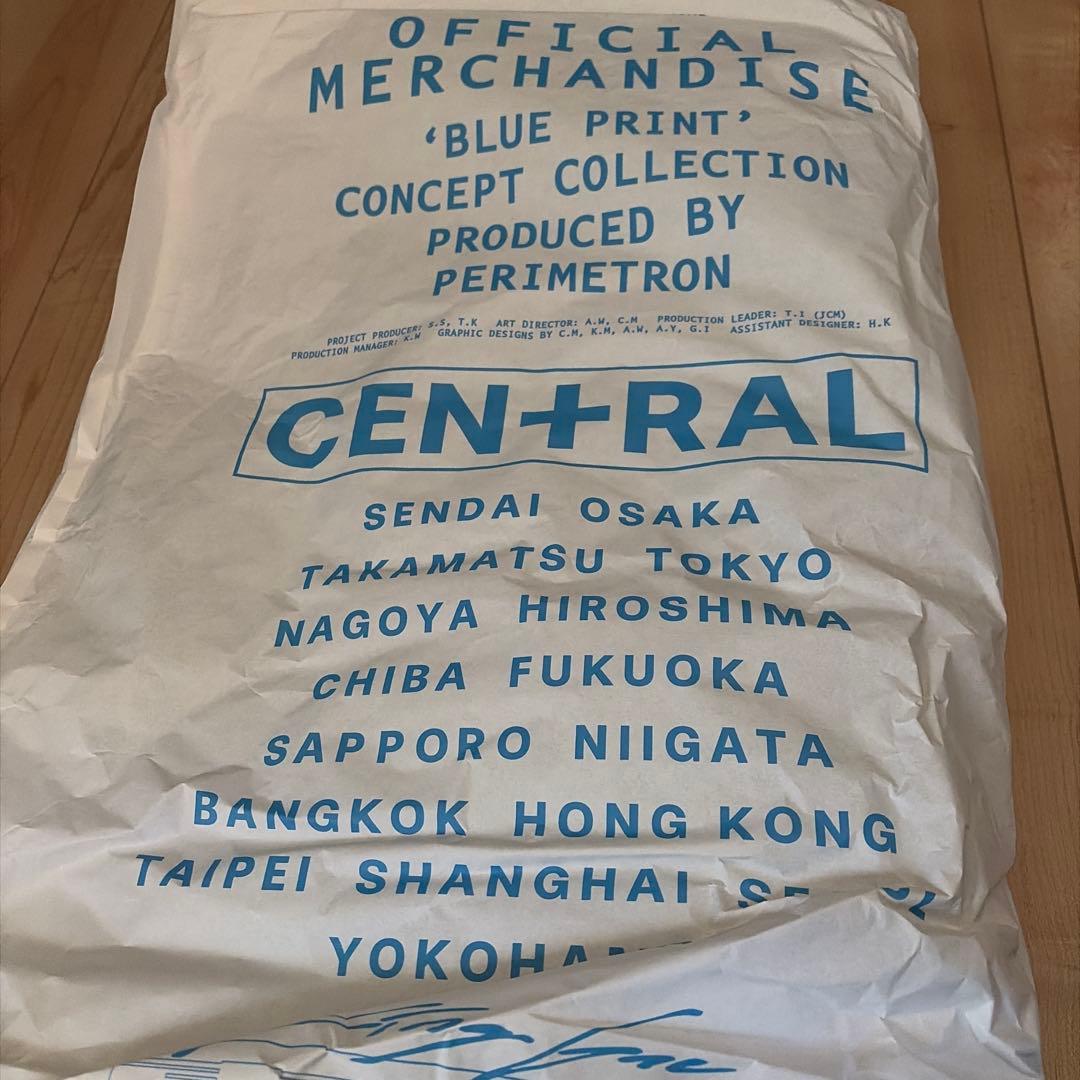 OFFICIAL
MERCHANDISE
‘BLUE PRINT’
CONCEPT COLLECTION
PRODUCED BY
PERIMETRON
PROJECT PRODUCER: S.S, T.K ART DIRECTOR: A.W, C.M PRODUCTION LEADER: T.I (JCM)
PRODUCTION MANAGER: K.W GRAPHIC DESIGNS BY C.M, K.M, A.W, A.Y, G.I ASSISTANT DESIGNER: H.K
CEN+RAL
SENDAI OSAKA
TAKAMATSU TOKYO
NAGOYA HIROSHIMA
CHIBA FUKUOKA
SAPPORO NIIGATA
BANGKOK HONG KONG
TAIPEI SHANGHAI